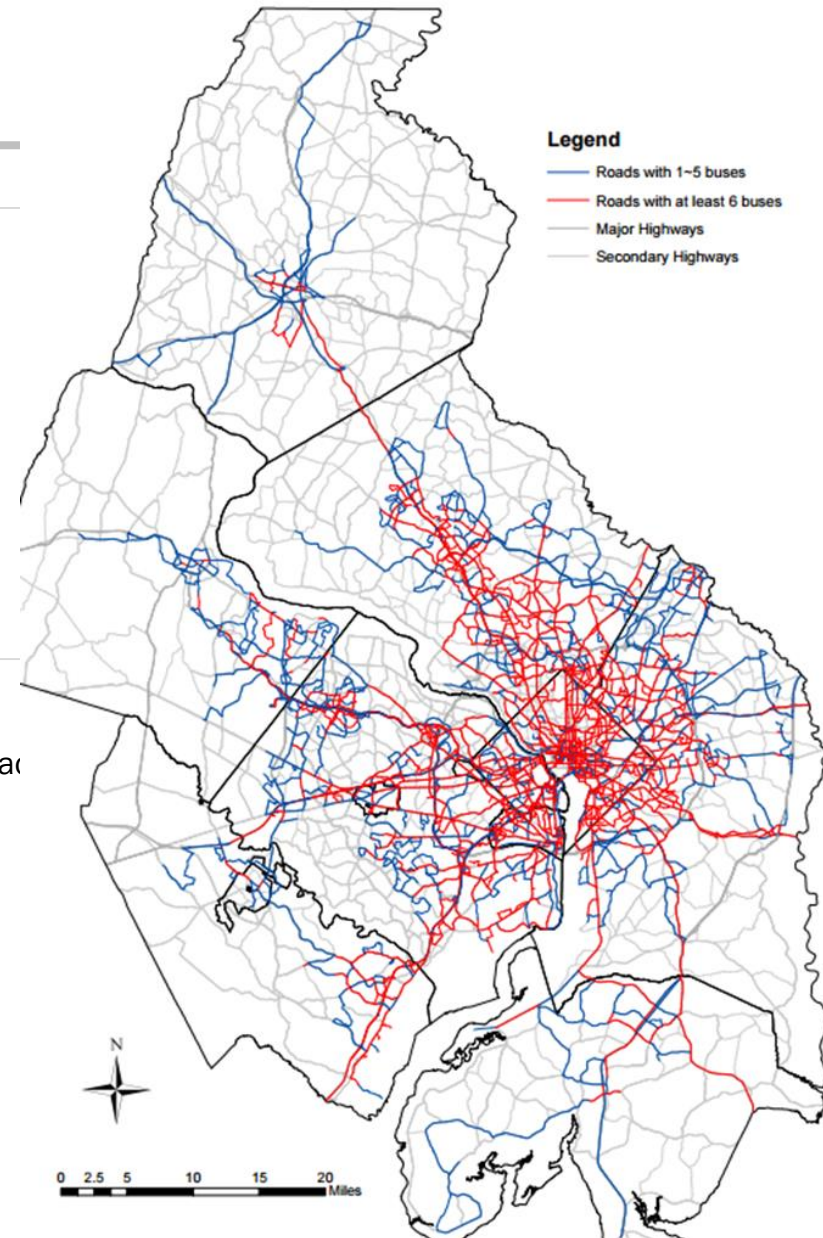 Legend
Roads with 1~5 buses
Roads with at least 6 buses
Major Highways
Secondary Highways
N
0 2.5 5 10 15 20
Miles